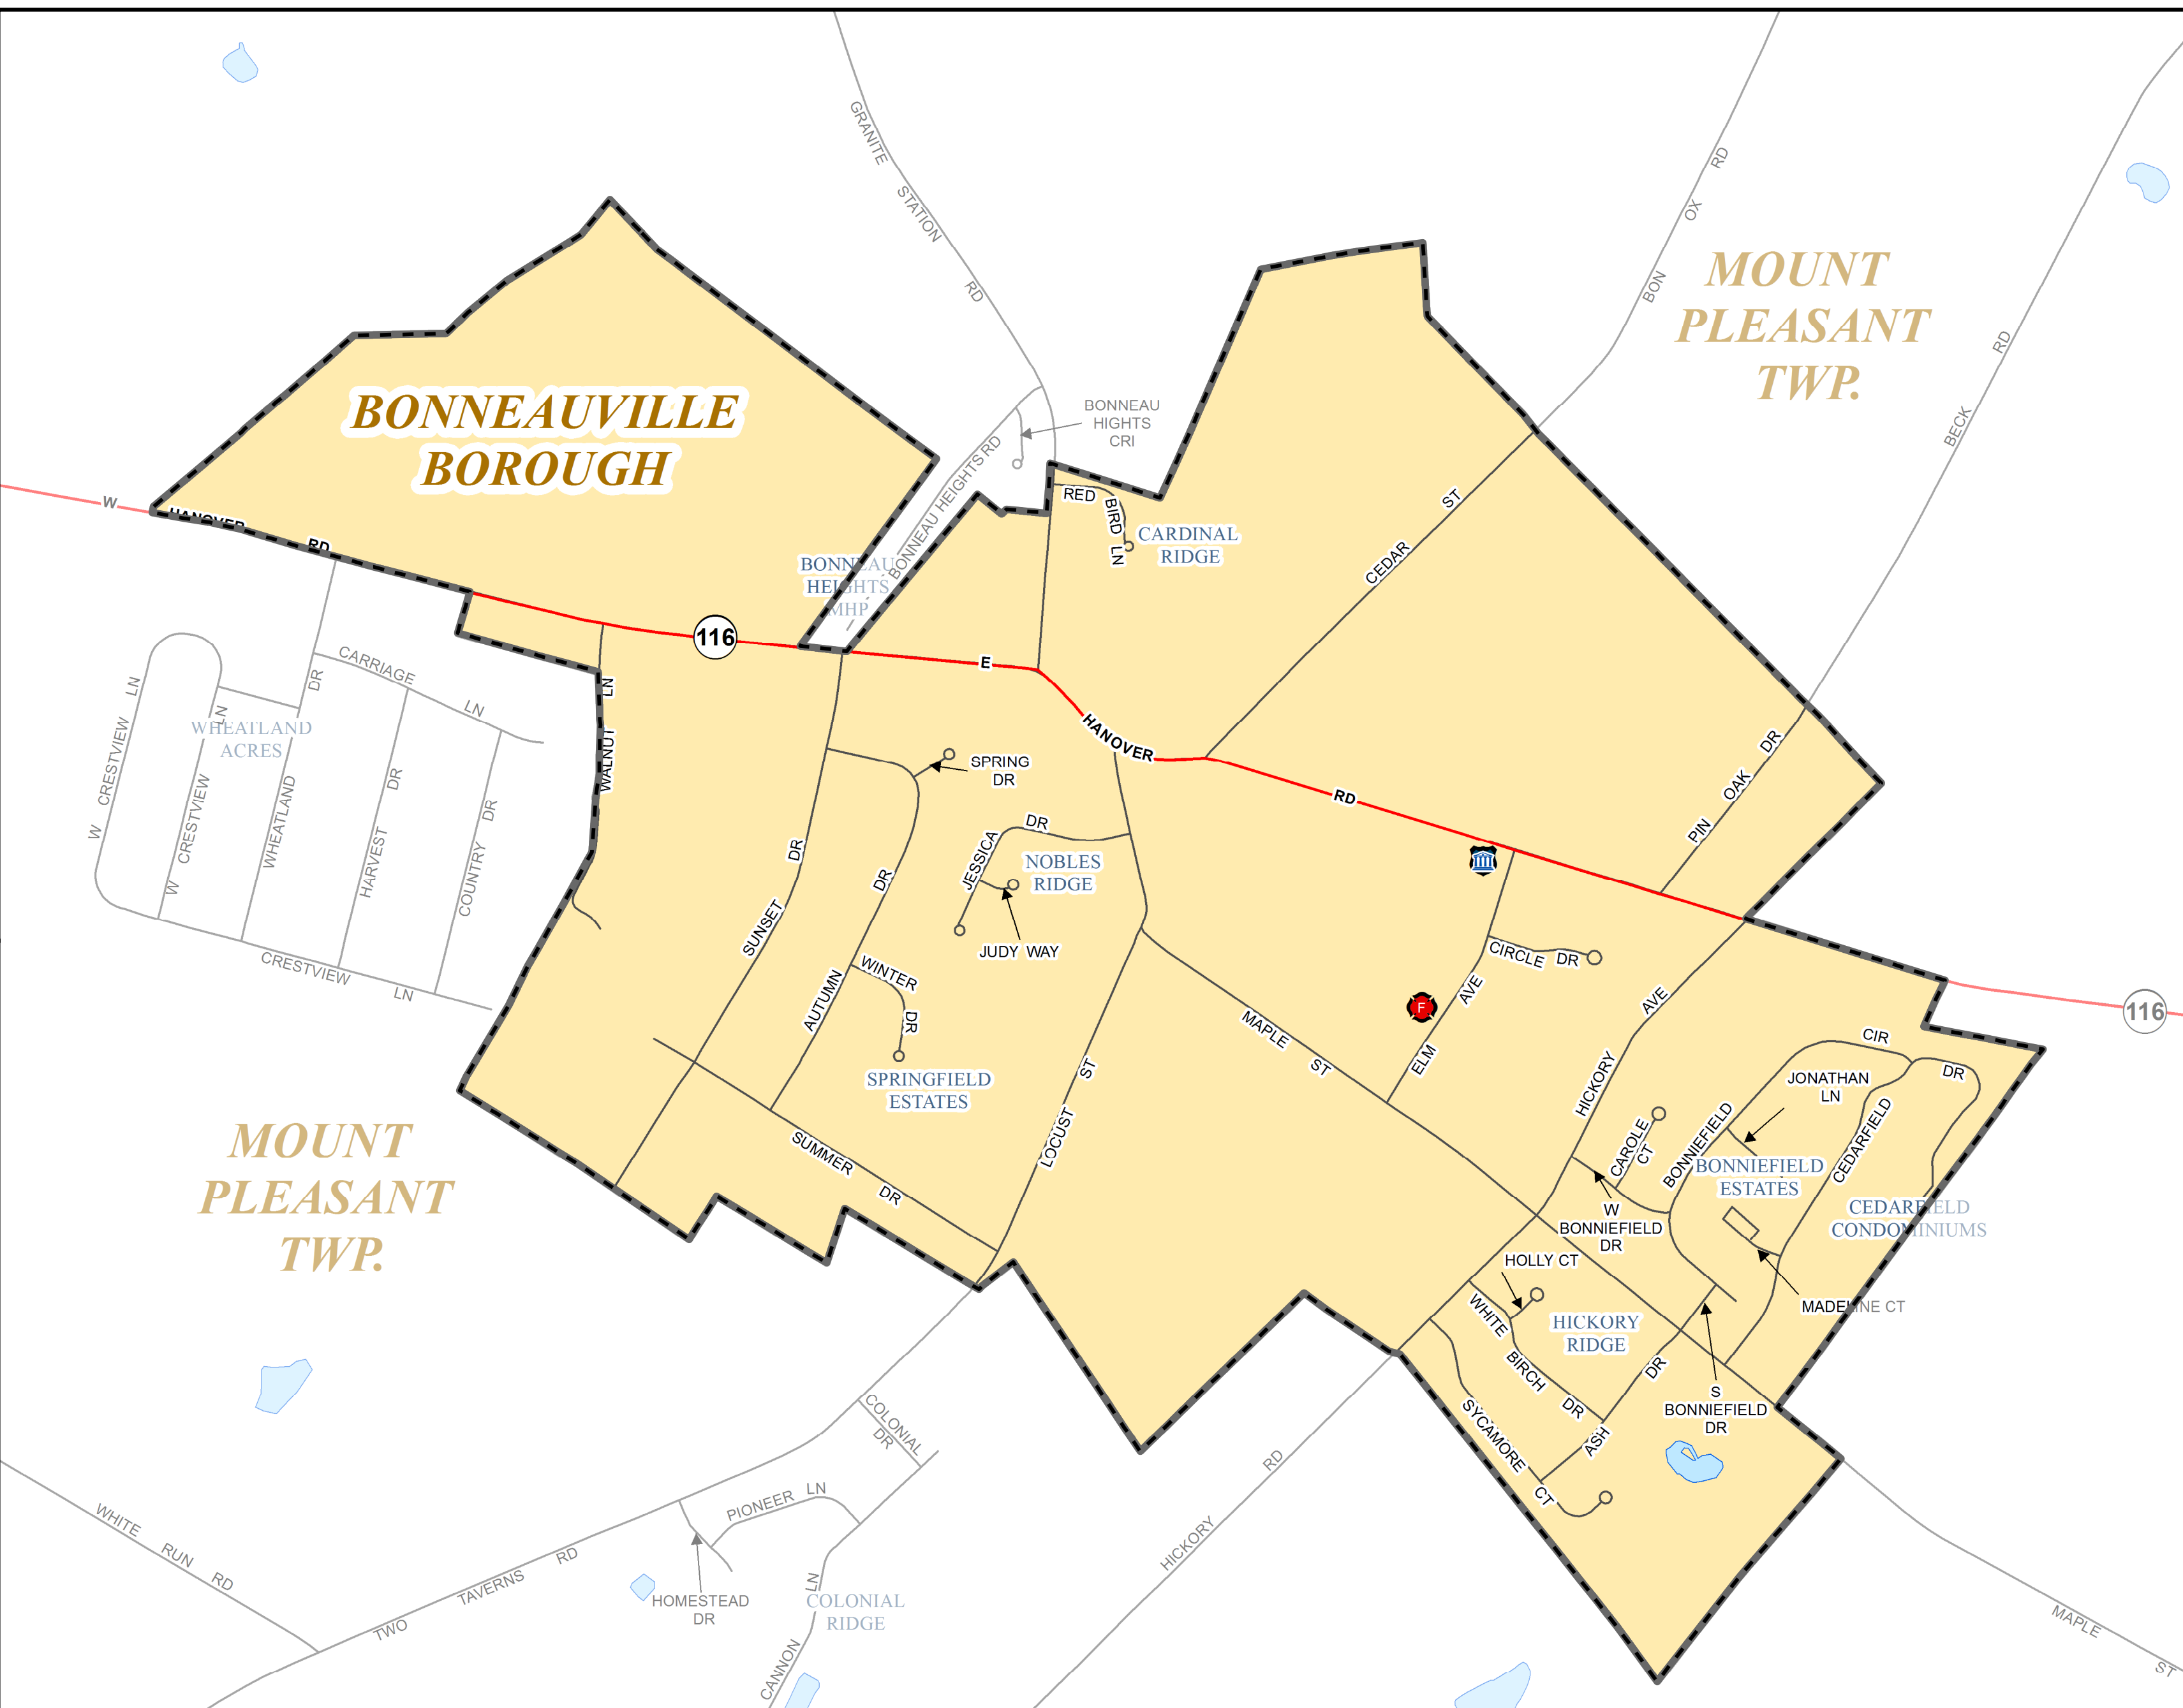 GRANITE STATION RD
BON OX RD
MOUNT
PLEASANT
TWP.
BECK RD
BONNEAUVILLE
BOROUGH
BONNEAU
HIGHTS
CRI
BONNEAU HEIGHTS RD
W HANOVER RD
RED BIRD LN
CARDINAL
RIDGE
CEDAR ST
BONNEAU
HEIGHTS
MHP
116
E HANOVER RD
CARRIAGE LN
WHEATLAND
ACRES
W CRESTVIEW LN
W CRESTVIEW LN
WHEATLAND DR
HARVEST DR
COUNTRY DR
CRESTVIEW LN
WALNUT LN
SPRING
DR
JESSICA DR
NOBLES
RIDGE
JUDY WAY
SUNSET DR
AUTUMN DR
WINTER DR
SPRINGFIELD
ESTATES
SUMMER DR
LOCUST ST
MAPLE ST
PIN OAK DR
CIRCLE DR
F
ELM AVE
HICKORY AVE
116
BONNIEFIELD CIR
JONATHAN
LN
CEDARFIELD DR
CAROLE
CT
BONNIEFIELD
ESTATES
CEDARFIELD
CONDOMINIUMS
W
BONNIEFIELD
DR
MADELINE CT
HOLLY CT
WHITE BIRCH DR
HICKORY
RIDGE
SYCAMORE CT
ASH DR
S
BONNIEFIELD
DR
MOUNT
PLEASANT
TWP.
COLONIAL
DR
PIONEER LN
HOMESTEAD
DR
WHITE RUN RD
TWO TAVERNS RD
CANNON LN
COLONIAL
RIDGE
HICKORY RD
MAPLE ST